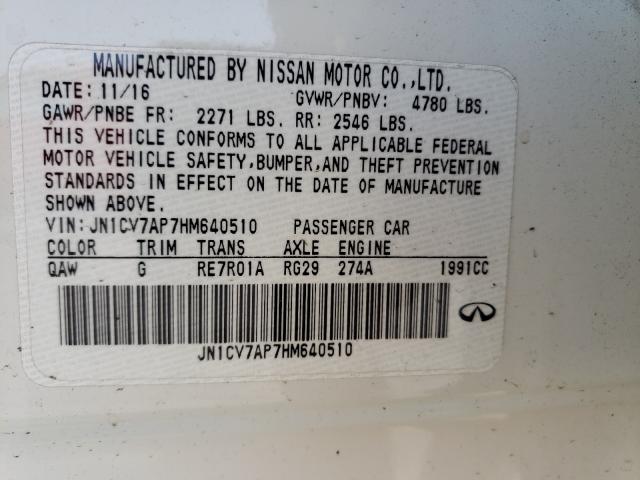 MANUFACTURED BY NISSAN MOTOR CO.,LTD.
DATE: 11/16 GVWR/PNBV: 4780 LBS.
GAWR/PNBE FR: 2271 LBS. RR: 2546 LBS.
THIS VEHICLE CONFORMS TO ALL APPLICABLE FEDERAL
MOTOR VEHICLE SAFETY,BUMPER,AND THEFT PREVENTION
STANDARDS IN EFFECT ON THE DATE OF MANUFACTURE
SHOWN ABOVE.
VIN:JN1CV7AP7HM640510 PASSENGER CAR
COLOR TRIM TRANS AXLE ENGINE
QAW G RE7R01A RG29 274A 1991CC
JN1CV7AP7HM640510